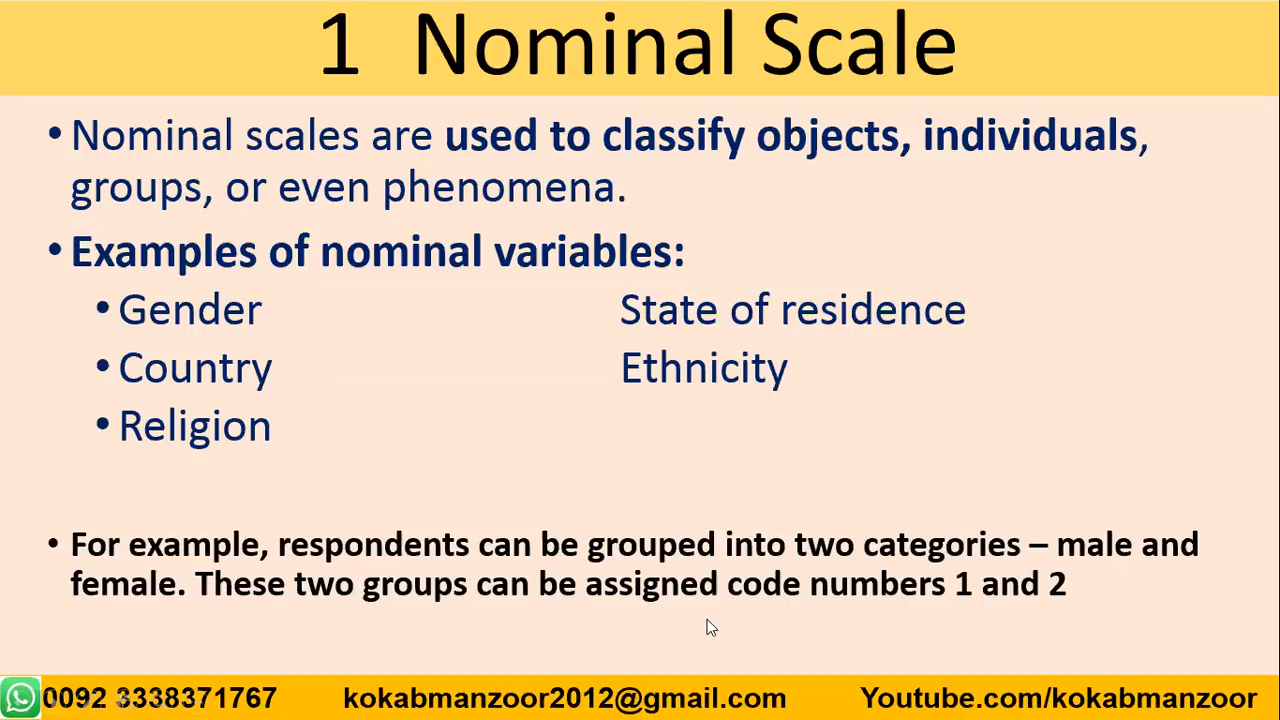 1 Nominal Scale
• Nominal scales are used to classify objects, individuals,
groups, or even phenomena.
• Examples of nominal variables:
• Gender State of residence
• Country Ethnicity
• Religion
• For example, respondents can be grouped into two categories – male and
female. These two groups can be assigned code numbers 1 and 2
0092 3338371767 kokabmanzoor2012@gmail.com Youtube.com/kokabmanzoor